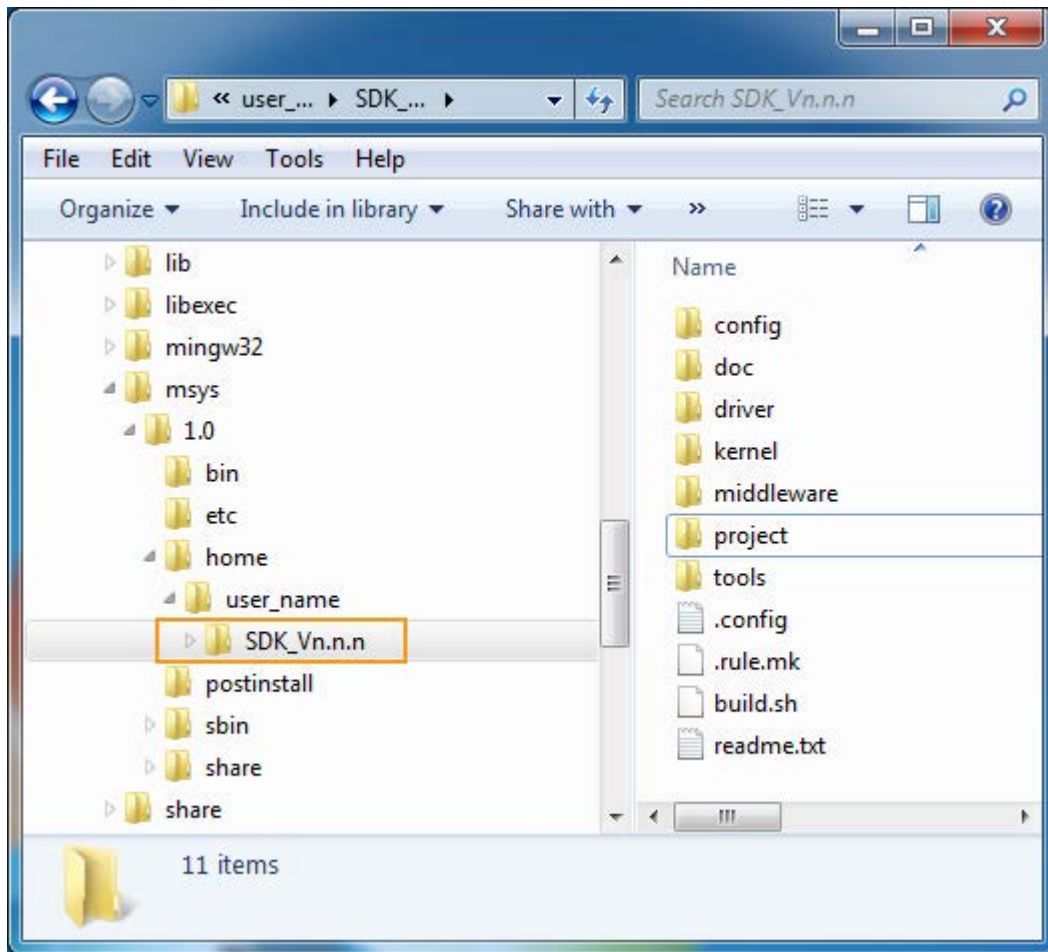 « user_... ▸ SDK_... ▸
Search SDK_Vn.n.n
File Edit View Tools Help
Organize Include in library Share with »
lib
libexec
mingw32
msys
1.0
bin
etc
home
user_name
SDK_Vn.n.n
postinstall
sbin
share
share
Name
config
doc
driver
kernel
middleware
project
tools
.config
.rule.mk
build.sh
readme.txt
11 items